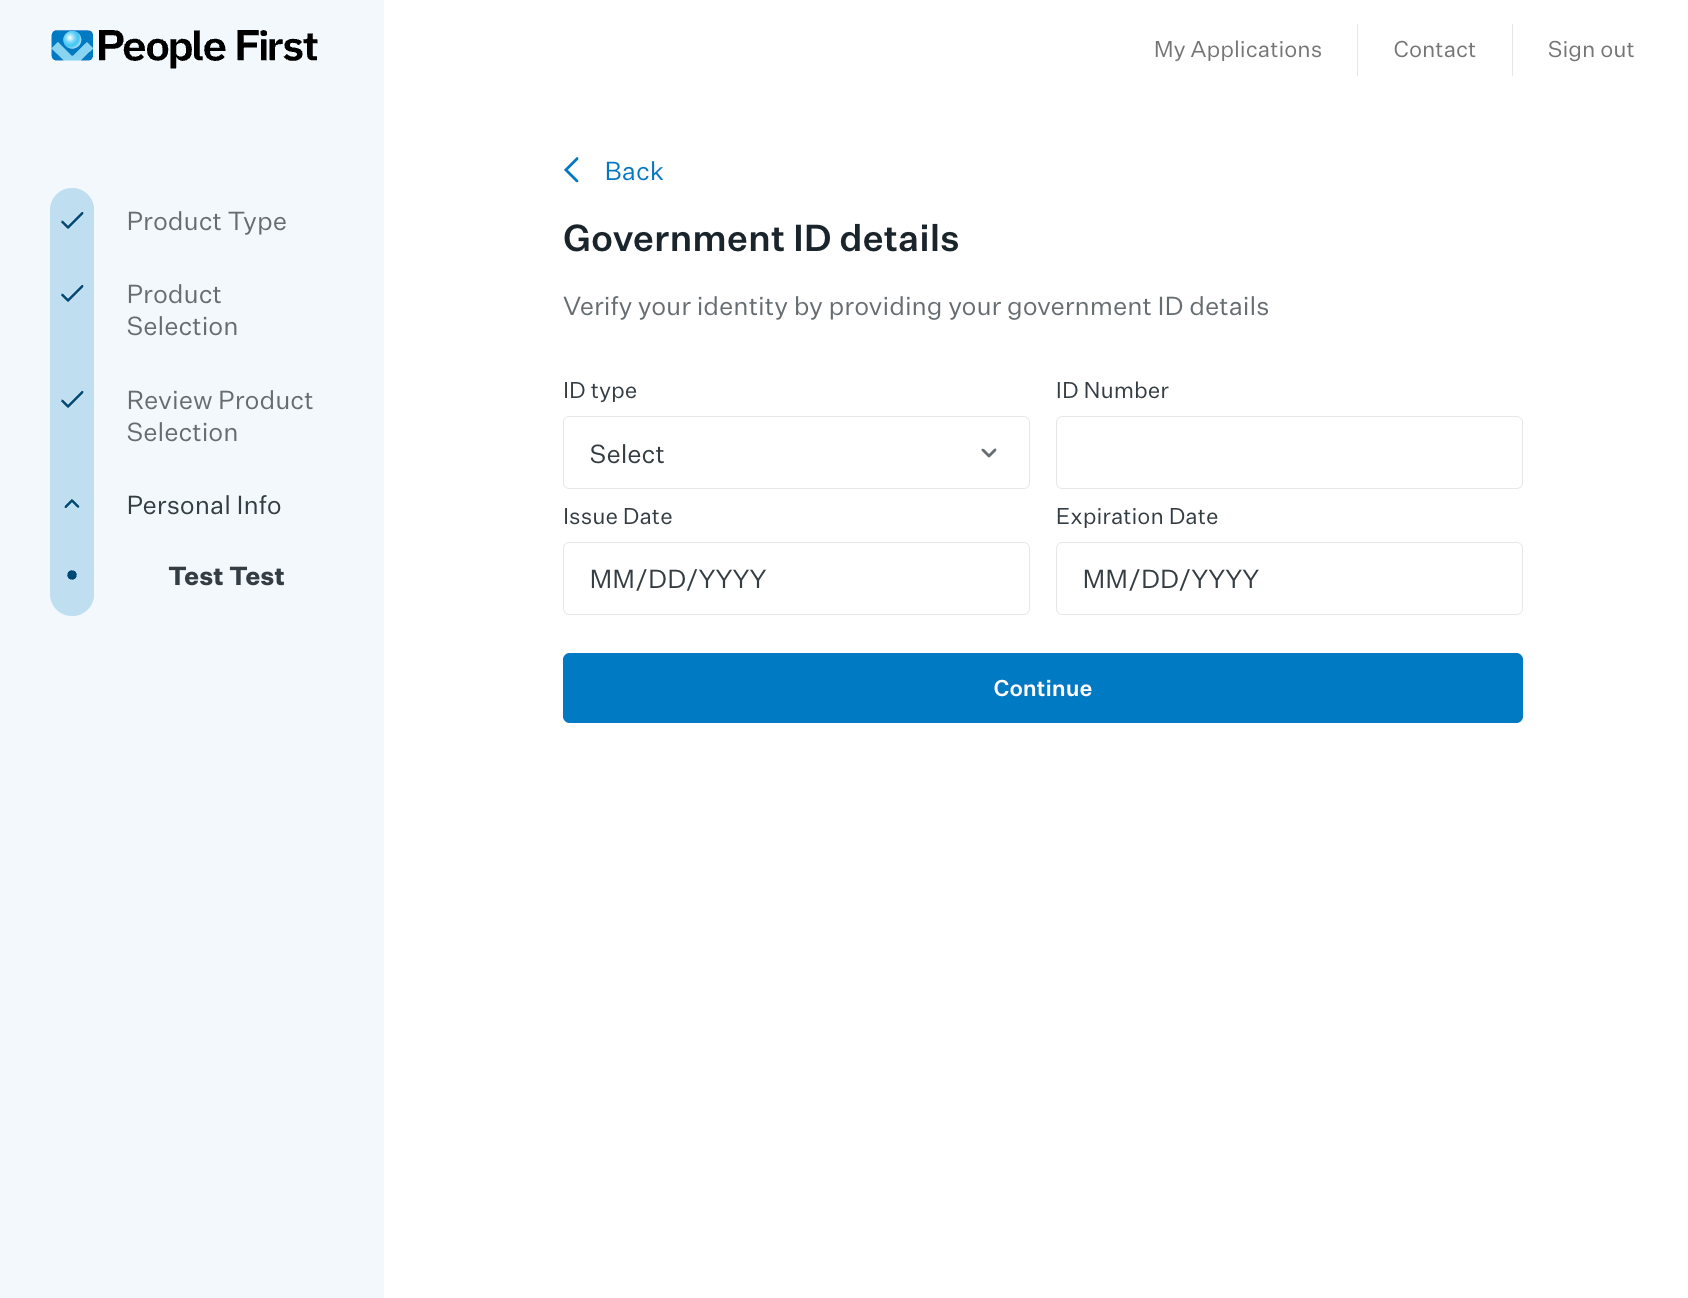 People First
My Applications
Contact
Sign out
Product Type
Product
Selection
Review Product
Selection
Personal Info
Test Test
Back
Government ID details
Verify your identity by providing your government ID details
ID type
ID Number
Select
Issue Date
Expiration Date
MM/DD/YYYY
MM/DD/YYYY
Continue